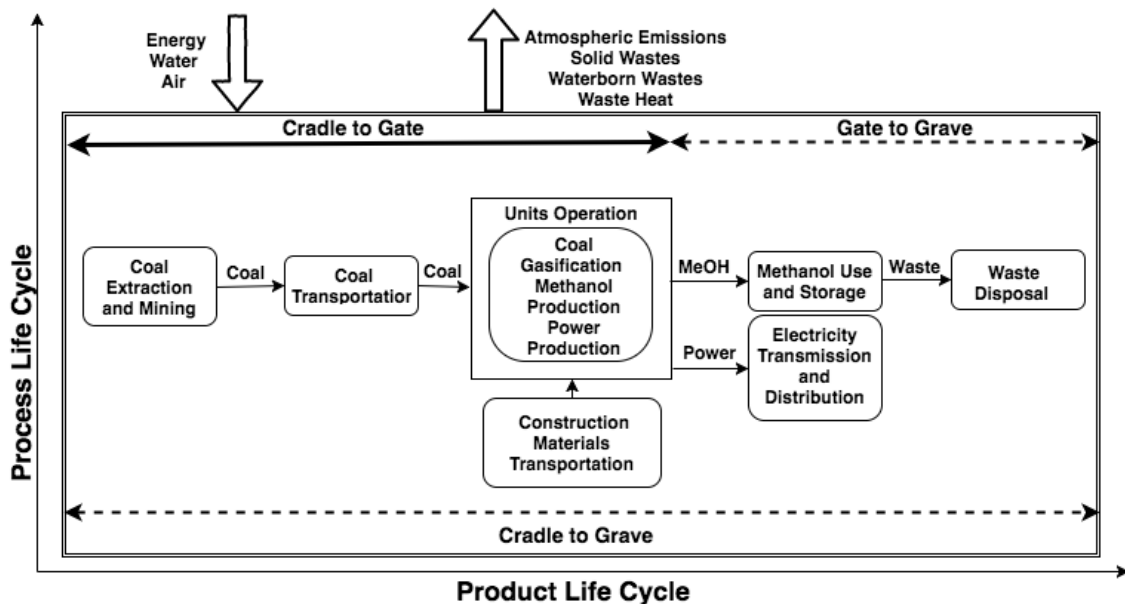 Energy
Water
Air
Atmospheric Emissions
Solid Wastes
Waterborn Wastes
Waste Heat
Cradle to Gate
Gate to Grave
Units Operation
Coal
Extraction
and Mining
Coal
Coal
Transportatior
Coal
Coal
Gasification
Methanol
Production
Power
Production
MeOH
Methanol Use
and Storage
Waste
Waste
Disposal
Power
Electricity
Transmission
and
Distribution
Construction
Materials
Transportation
Cradle to Grave
Process Life Cycle
Product Life Cycle